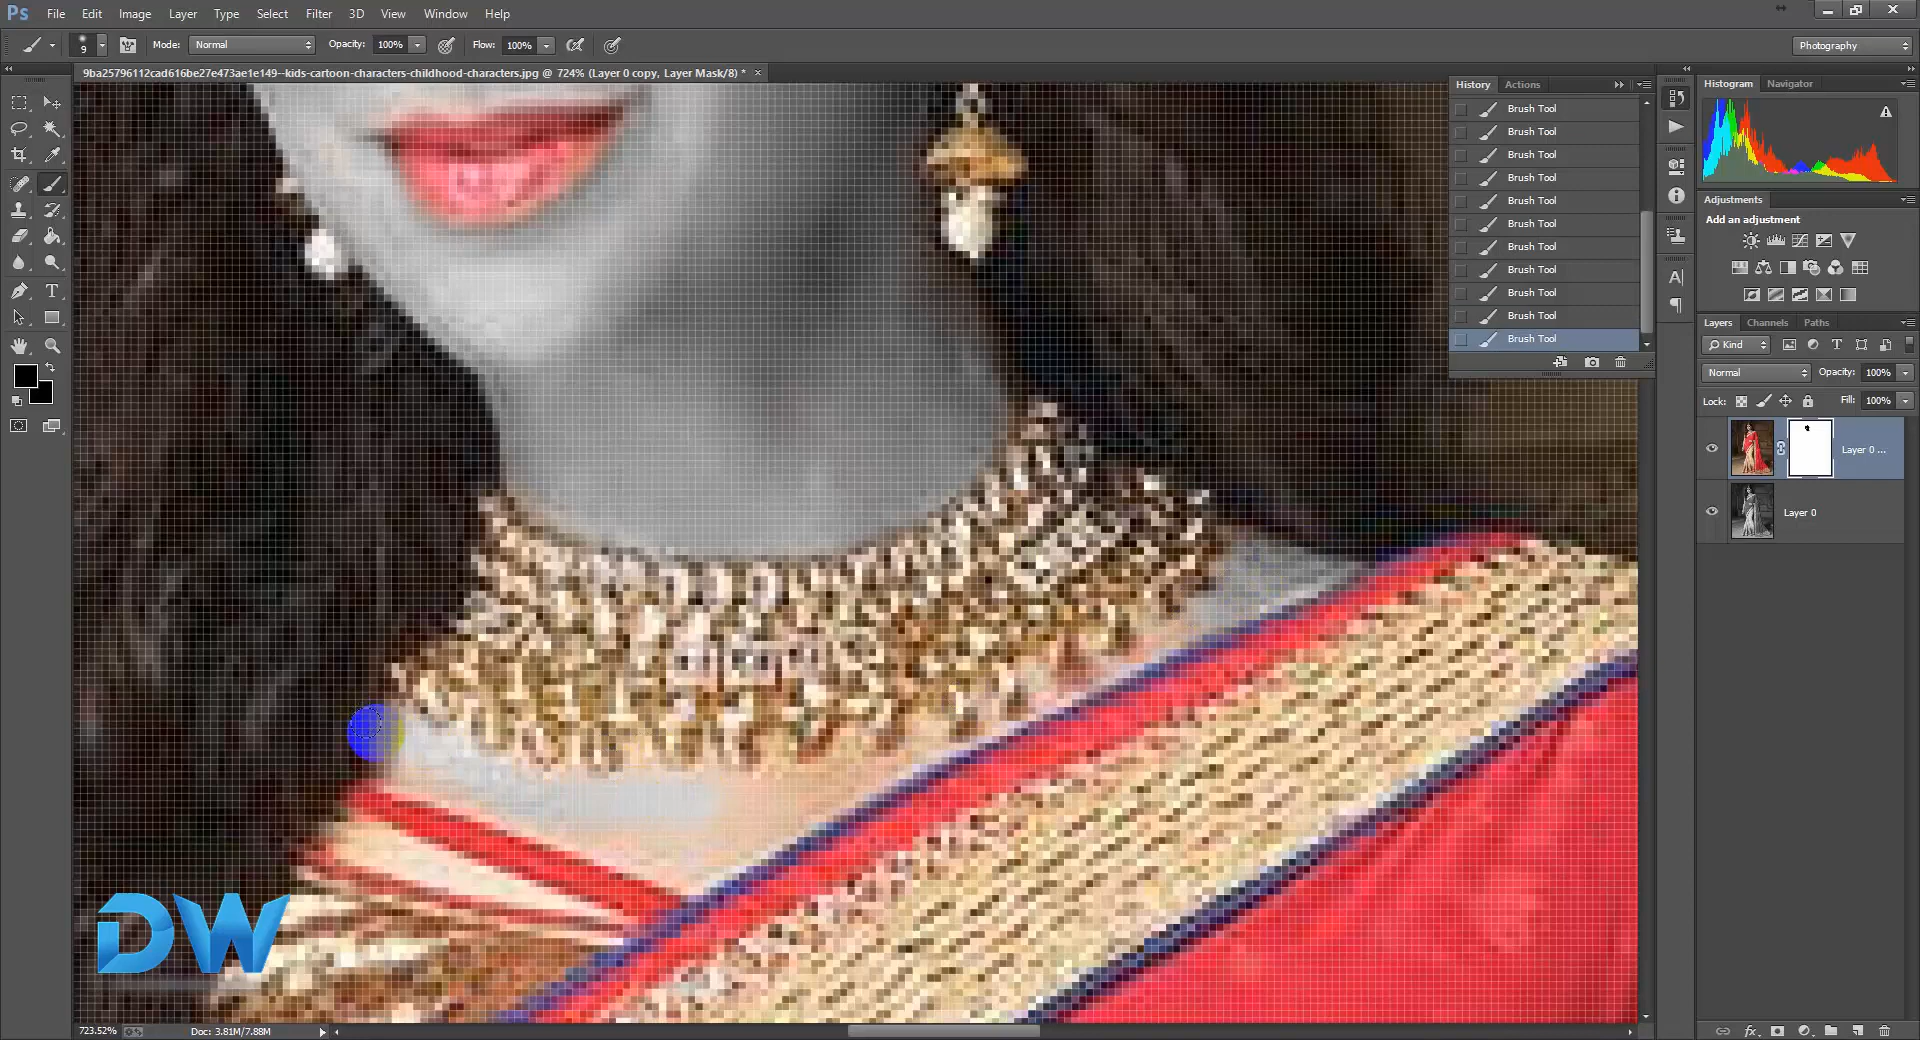 Ps File Edit Image Layer Type Select Filter 3D View Window Help
9 Mode: Normal Opacity: 100% Flow: 100% Photography
9ba25796112cad616be27e473ae1e149--kids-cartoon-characters-childhood-characters.jpg @ 724% (Layer 0 copy, Layer Mask/8) * ×
History Actions
Brush Tool
Brush Tool
Brush Tool
Brush Tool
Brush Tool
Brush Tool
Brush Tool
Brush Tool
Brush Tool
Brush Tool
Brush Tool
Histogram Navigator
Adjustments
Add an adjustment
Layers Channels Paths
Kind
Normal Opacity: 100%
Lock: Fill: 100%
Layer 0 ...
Layer 0
DW
723.52% Doc: 3.81M/7.88M